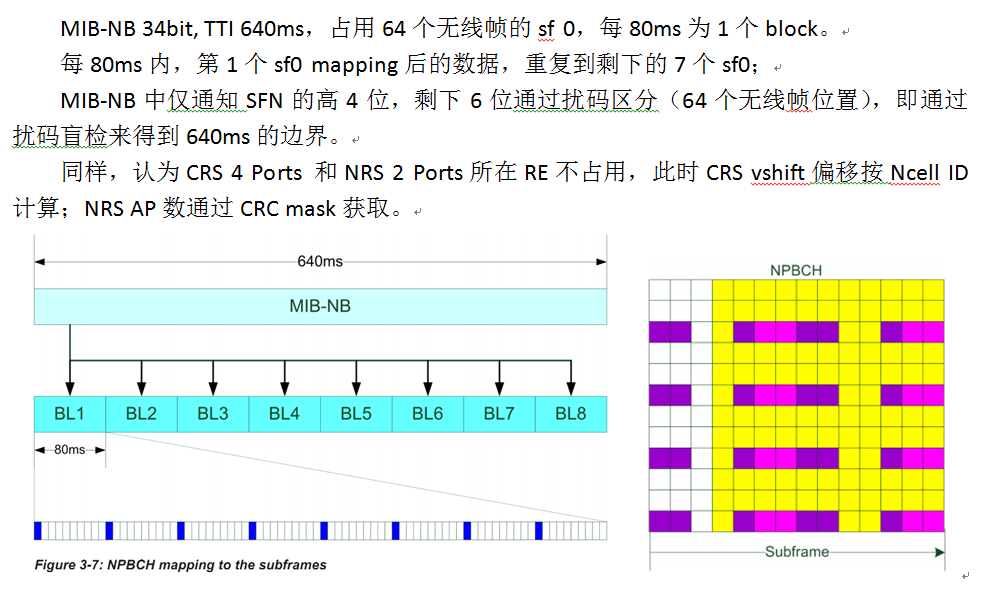 MIB-NB 34bit, TTI 640ms，占用 64 个无线帧的 sf 0，每 80ms 为 1 个 block。
每 80ms 内，第 1 个 sf0 mapping 后的数据，重复到剩下的 7 个 sf0；
MIB-NB 中仅通知 SFN 的高 4 位，剩下 6 位通过扰码区分（64 个无线帧位置），即通过
扰码盲检来得到 640ms 的边界。
同样，认为 CRS 4 Ports 和 NRS 2 Ports 所在 RE 不占用，此时 CRS vshift 偏移按 Ncell ID
计算；NRS AP 数通过 CRC mask 获取。
640ms
MIB-NB
BL1 BL2 BL3 BL4 BL5 BL6 BL7 BL8
80ms
NPBCH
Subframe
Figure 3-7: NPBCH mapping to the subframes